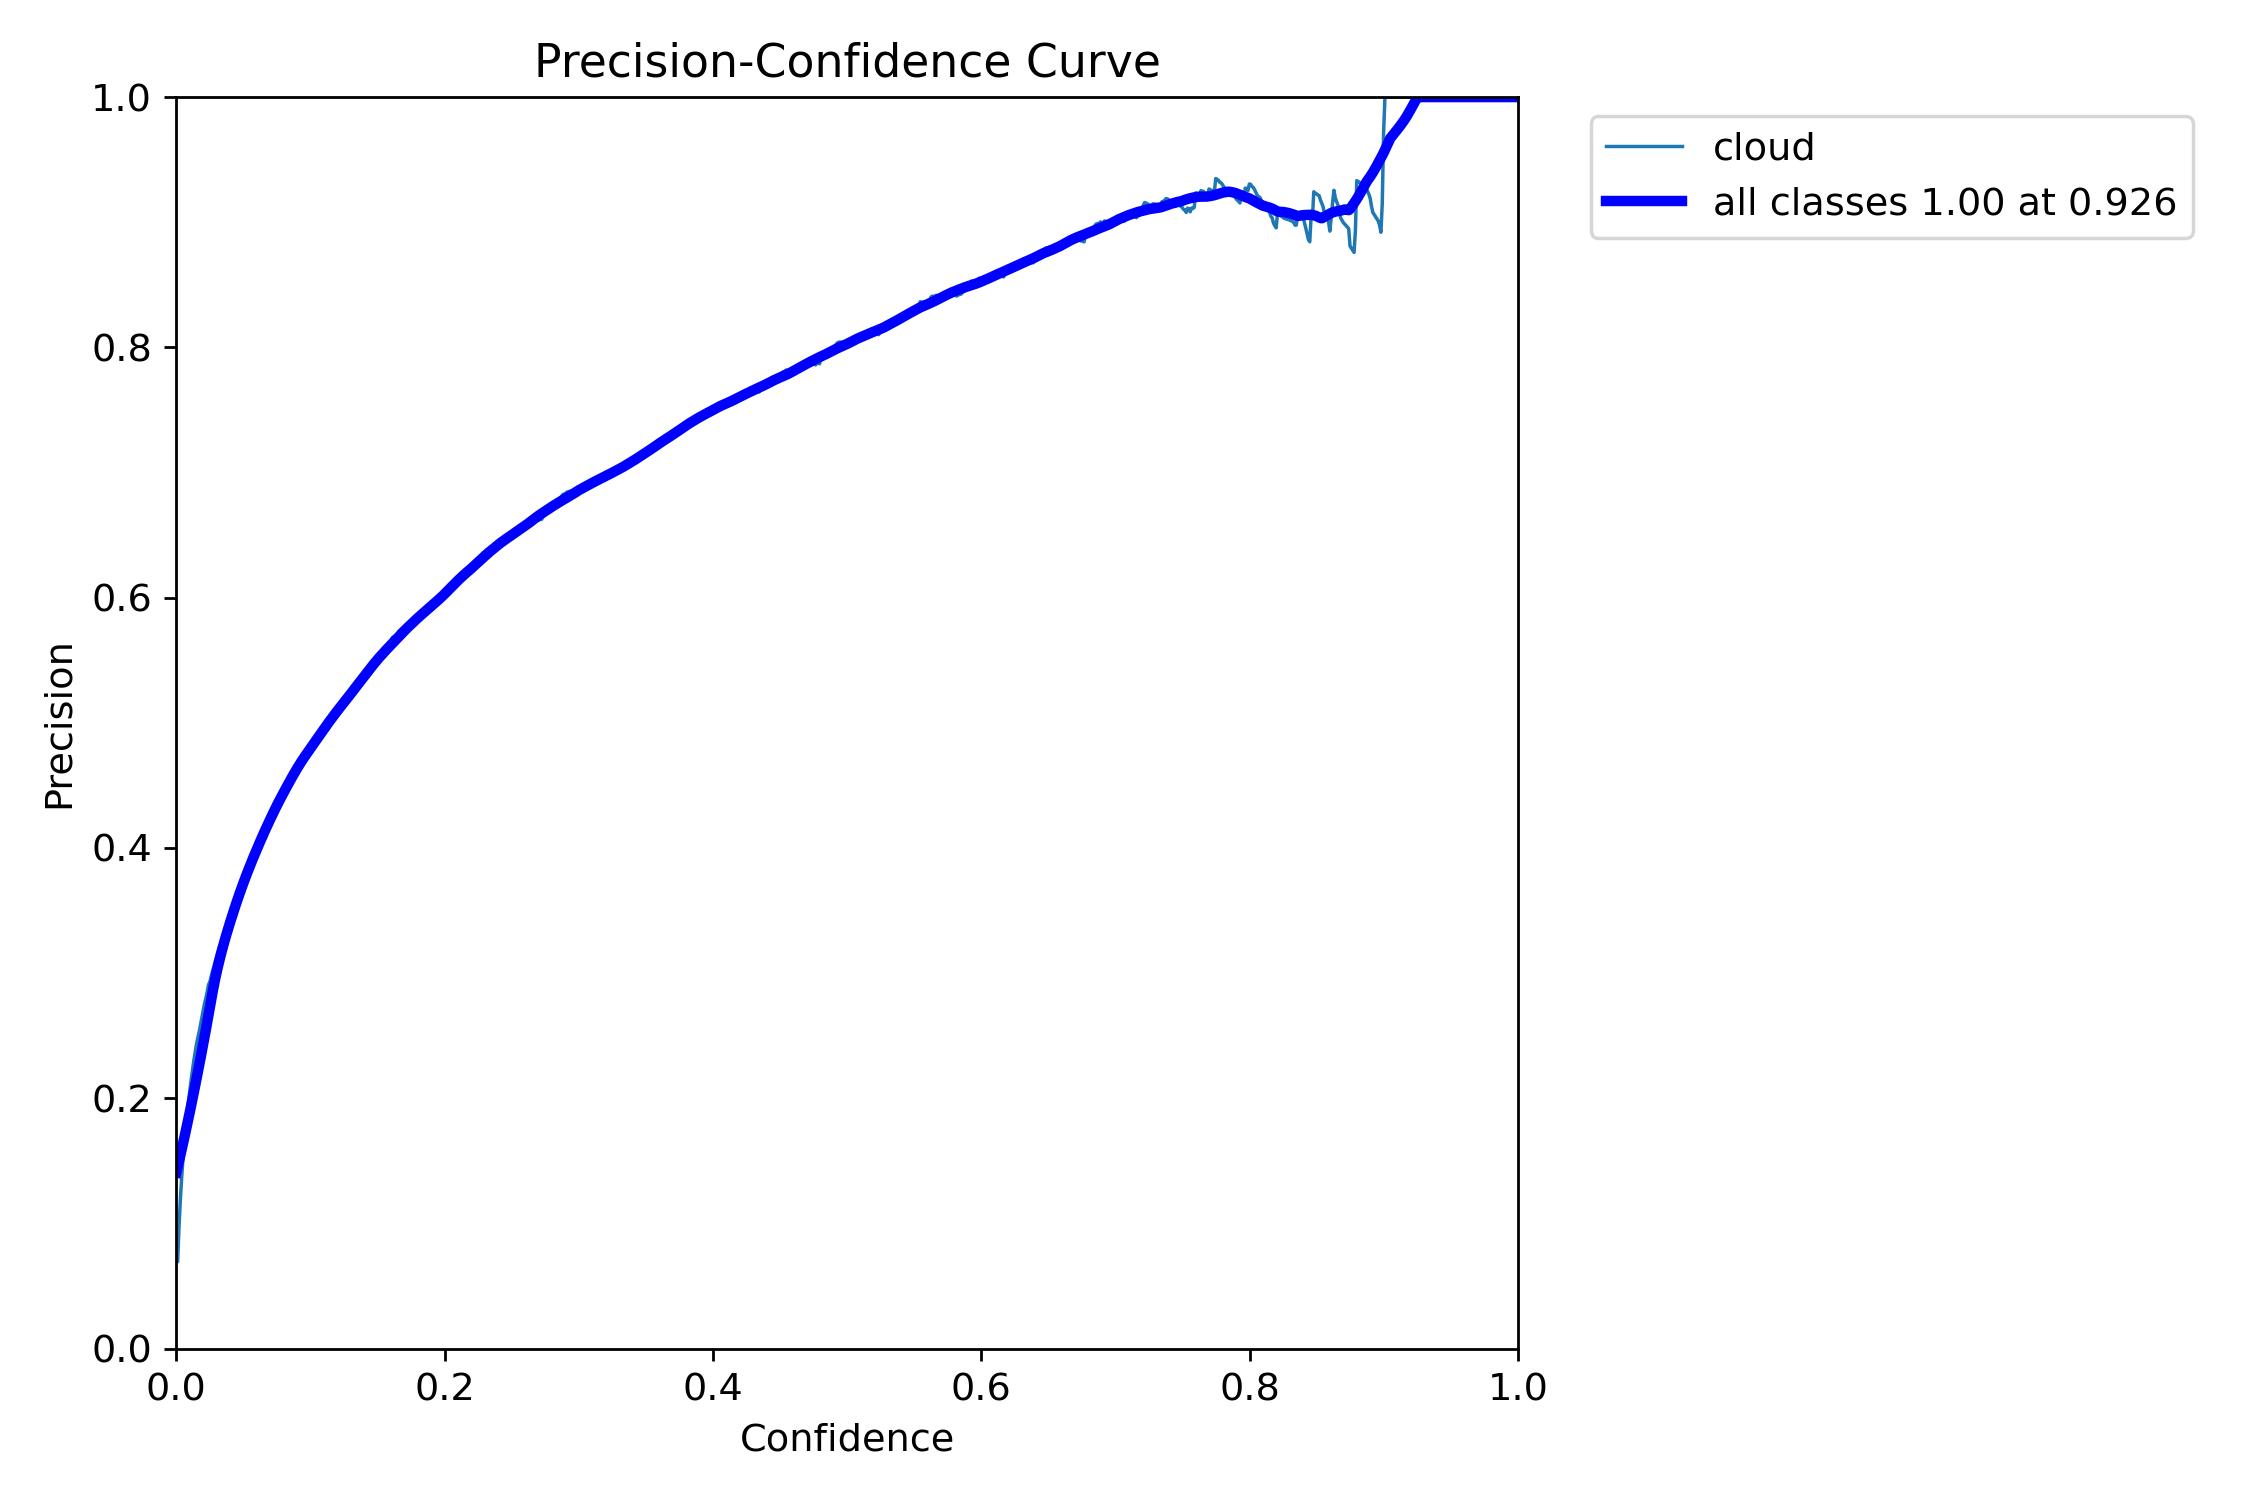 Precision-Confidence Curve
1.0
0.8
0.6
0.4
0.2
0.0
Precision
0.0 0.2 0.4 0.6 0.8 1.0
Confidence
cloud
all classes 1.00 at 0.926